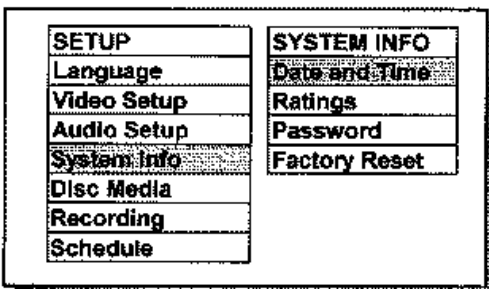 SETUP
Language
Video Setup
Audio Setup
System Info
Disc Media
Recording
Schedule
SYSTEM INFO
Date and Time
Ratings
Password
Factory Reset